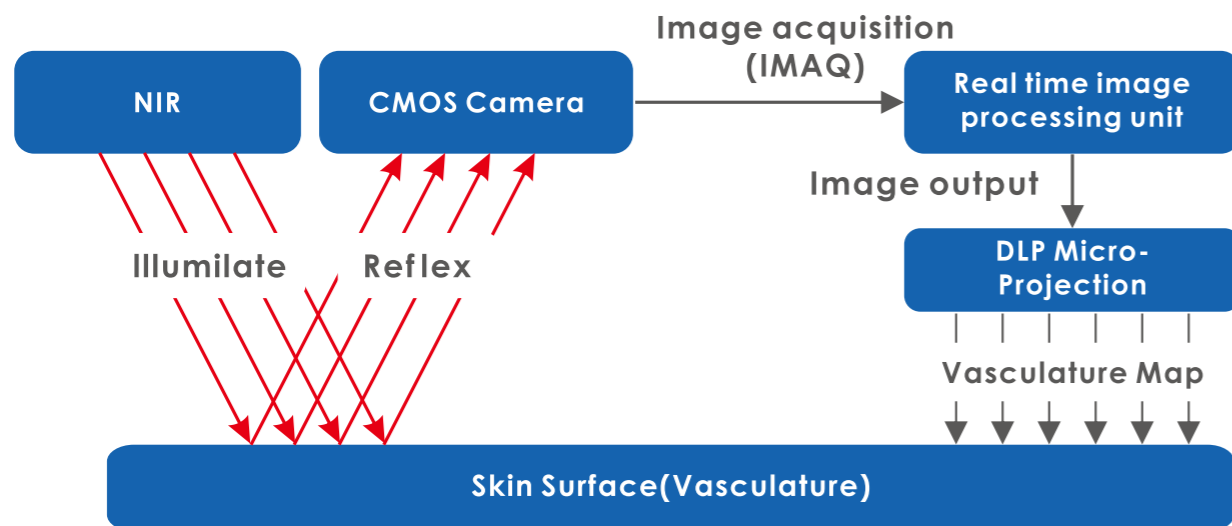 Image acquisition
(IMAQ)
NIR
CMOS Camera
Real time image
processing unit
Image output
Illumilate
Reflex
DLP Micro-
Projection
Vasculature Map
Skin Surface(Vasculature)